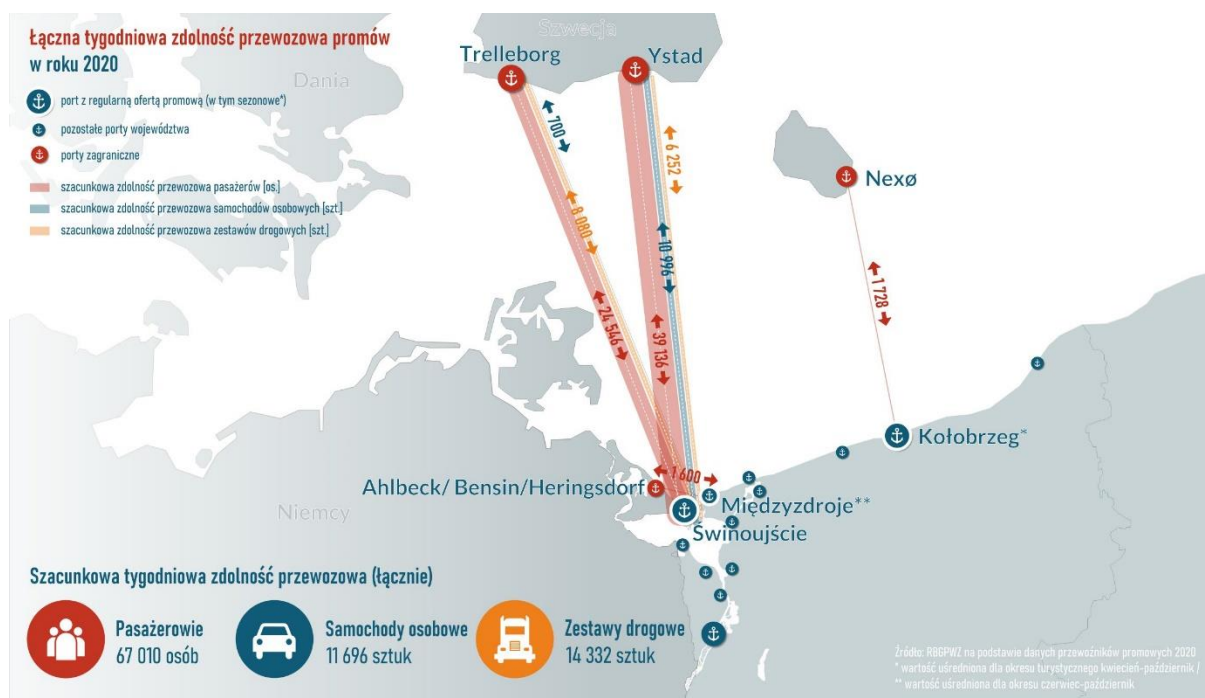 Łączna tygodniowa zdolność przewozowa promów
w roku 2020
port z regularną ofertą promową (w tym sezonowe*)
pozostałe porty województwa
porty zagraniczne
szacunkowa zdolność przewozowa pasażerów [os.]
szacunkowa zdolność przewozowa samochodów osobowych [szt.]
szacunkowa zdolność przewozowa zestawów drogowych [szt.]
Szwecja
Trelleborg
Ystad
Dania
700
6 252
Nexø
8 080
10 996
1 728
24 546
39 136
Kołobrzeg*
1 600
Ahlbeck/ Bensin/Heringsdorf
Międzyzdroje**
Niemcy
Świnoujście
Szacunkowa tygodniowa zdolność przewozowa (łącznie)
Pasażerowie
67 010 osób
Samochody osobowe
11 696 sztuk
Zestawy drogowe
14 332 sztuk
Źródło: RBGPWZ na podstawie danych przewoźników promowych 2020
* wartość uśredniona dla okresu turystycznego kwiecień-październik /
** wartość uśredniona dla okresu czerwiec-październik